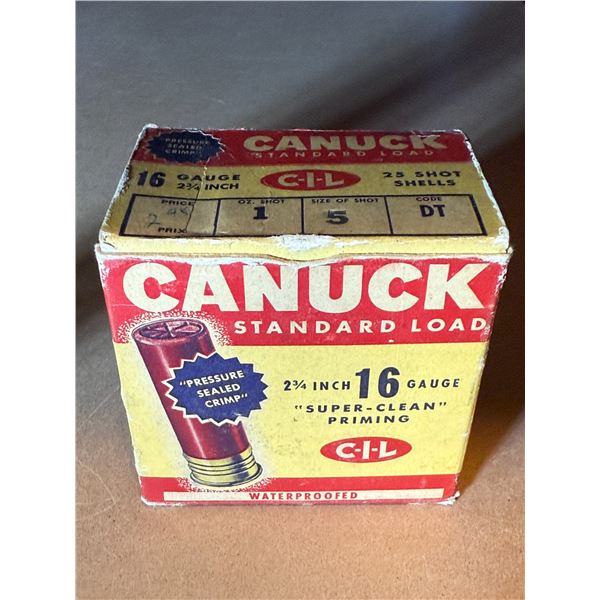 "PRESSURE
SEALED
CRIMP"
CANUCK
STANDARD LOAD
16 GAUGE
2¾ INCH
C-I-L
25 SHOT
SHELLS
PRICE
PRIX
OZ. SHOT
1
SIZE OF SHOT
5
CODE
DT
CANUCK
STANDARD LOAD
"PRESSURE
SEALED
CRIMP"
2¾ INCH 16 GAUGE
"SUPER-CLEAN"
PRIMING
C-I-L
WATERPROOFED